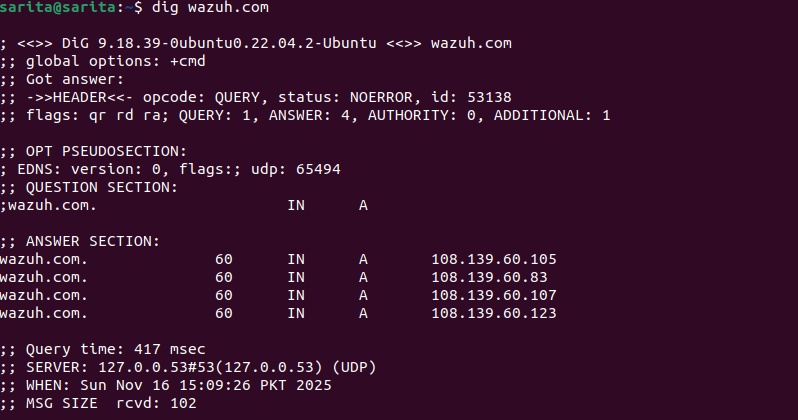 sarita@sarita:~$ dig wazuh.com
; <<>> DiG 9.18.39-0ubuntu0.22.04.2-Ubuntu <<>> wazuh.com
;; global options: +cmd
;; Got answer:
;; ->>HEADER<<- opcode: QUERY, status: NOERROR, id: 53138
;; flags: qr rd ra; QUERY: 1, ANSWER: 4, AUTHORITY: 0, ADDITIONAL: 1
;; OPT PSEUDOSECTION:
; EDNS: version: 0, flags:; udp: 65494
;; QUESTION SECTION:
;wazuh.com. IN A
;; ANSWER SECTION:
wazuh.com. 60 IN A 108.139.60.105
wazuh.com. 60 IN A 108.139.60.83
wazuh.com. 60 IN A 108.139.60.107
wazuh.com. 60 IN A 108.139.60.123
;; Query time: 417 msec
;; SERVER: 127.0.0.53#53(127.0.0.53) (UDP)
;; WHEN: Sun Nov 16 15:09:26 PKT 2025
;; MSG SIZE rcvd: 102